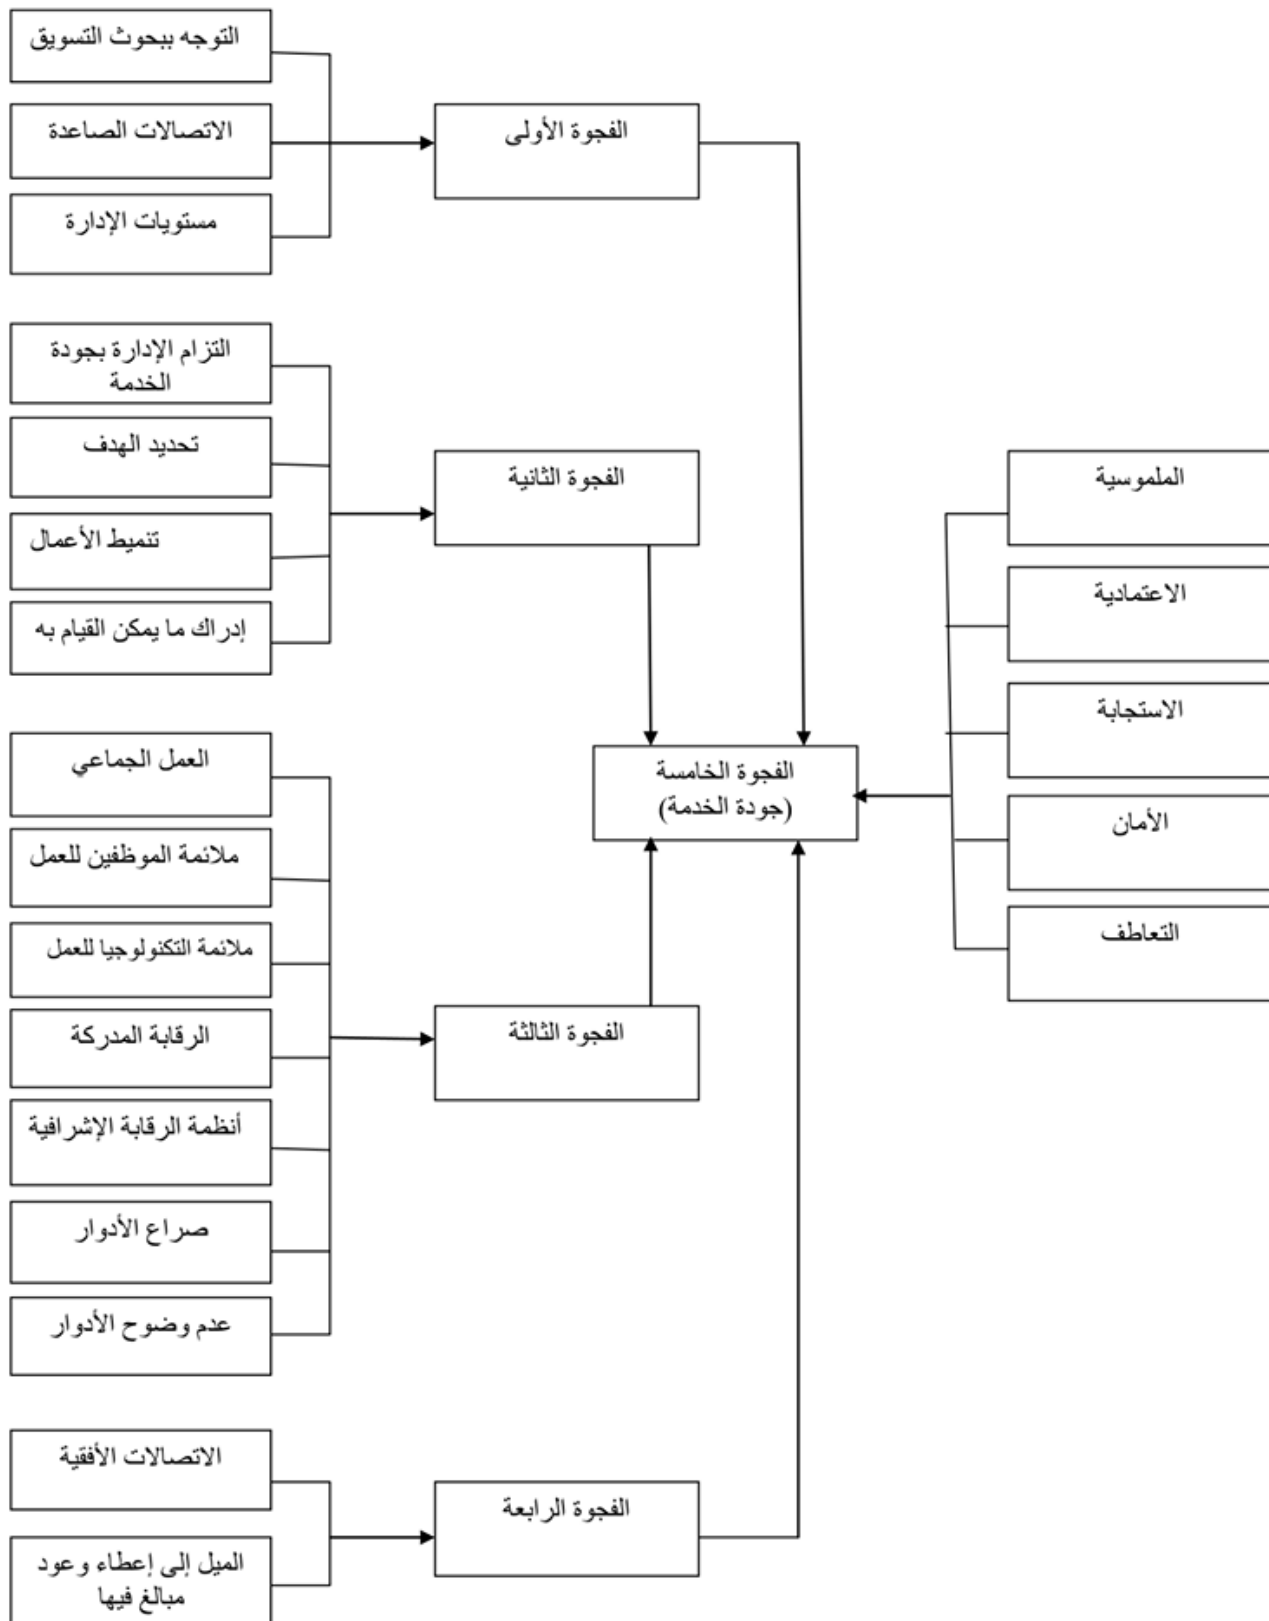 التوجه ببحوث التسويق
الاتصالات الصاعدة
مستويات الإدارة
الفجوة الأولى
التزام الإدارة بجودة
الخدمة
تحديد الهدف
تنميط الأعمال
إدراك ما يمكن القيام به
الفجوة الثانية
العمل الجماعي
ملائمة الموظفين للعمل
ملائمة التكنولوجيا للعمل
الرقابة المدركة
أنظمة الرقابة الإشرافية
صراع الأدوار
عدم وضوح الأدوار
الفجوة الثالثة
الاتصالات الأفقية
الميل إلى إعطاء وعود
مبالغ فيها
الفجوة الرابعة
الفجوة الخامسة
(جودة الخدمة)
الملموسية
الاعتمادية
الاستجابة
الأمان
التعاطف